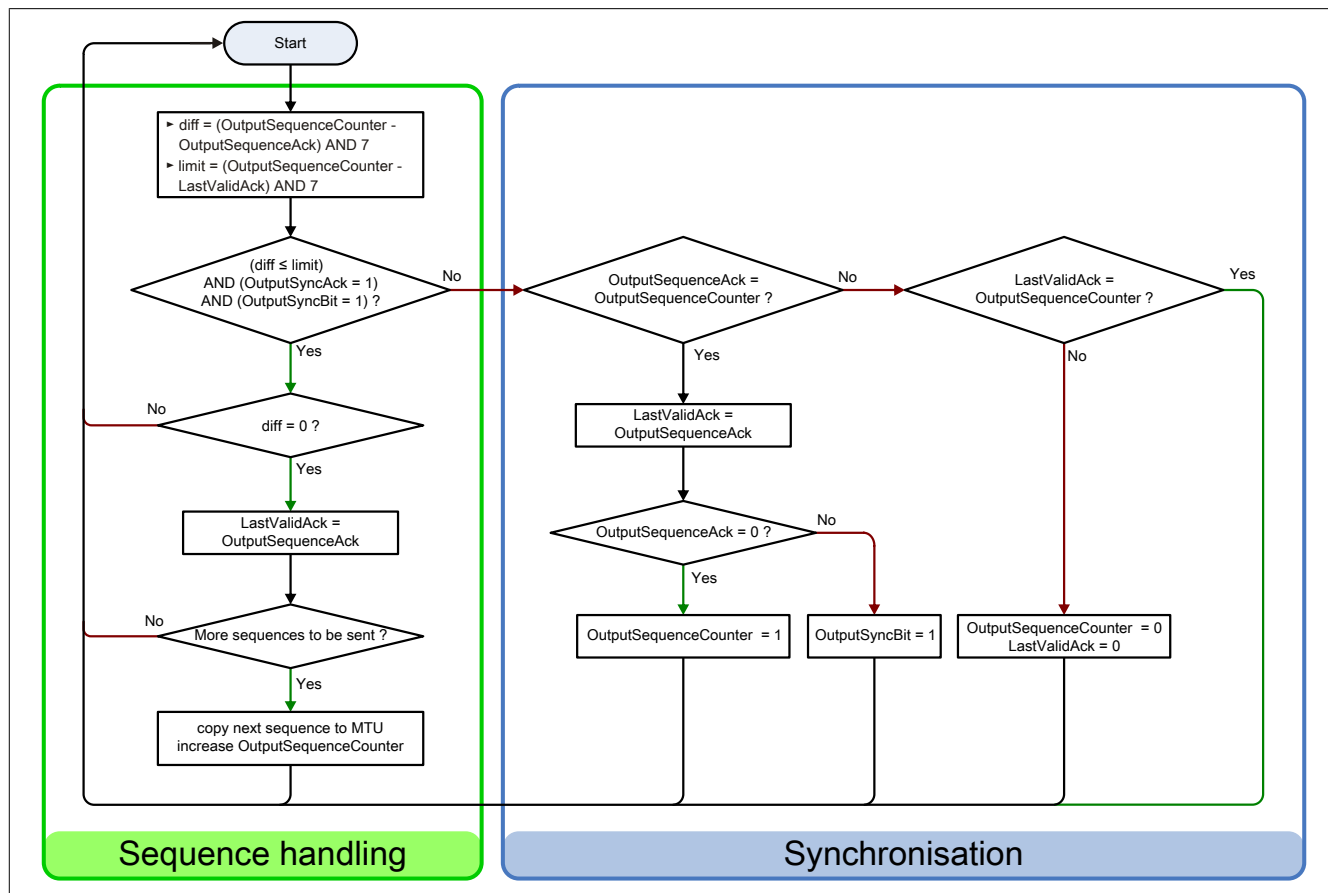 Start
► diff = (OutputSequenceCounter -
OutputSequenceAck) AND 7
► limit = (OutputSequenceCounter -
LastValidAck) AND 7
(diff ≤ limit)
AND (OutputSyncAck = 1)
AND (OutputSyncBit = 1) ?
No
Yes
diff = 0 ?
No
Yes
LastValidAck =
OutputSequenceAck
More sequences to be sent ?
No
Yes
copy next sequence to MTU
increase OutputSequenceCounter
Sequence handling
OutputSequenceAck =
OutputSequenceCounter ?
No
Yes
LastValidAck =
OutputSequenceAck
OutputSequenceAck = 0 ?
No
Yes
OutputSequenceCounter = 1
OutputSyncBit = 1
LastValidAck =
OutputSequenceCounter ?
Yes
No
OutputSequenceCounter = 0
LastValidAck = 0
Synchronisation